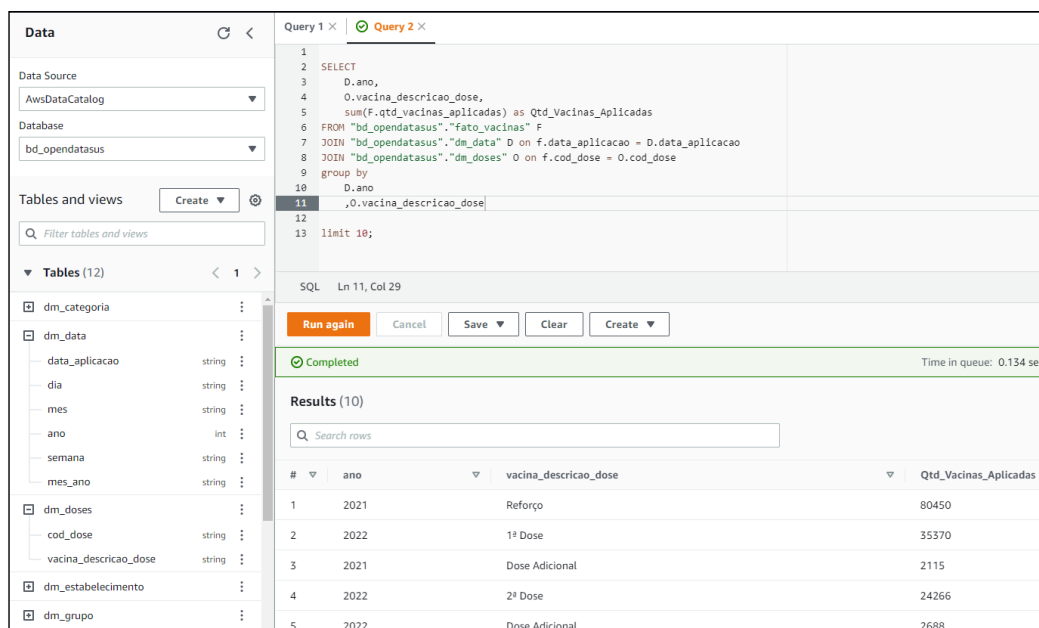 Data
Data Source
AwsDataCatalog
Database
bd_opendatasus
Tables and views
Create
Filter tables and views
Tables (12)
1
dm_categoria
dm_data
data_aplicacao string
dia string
mes string
ano int
semana string
mes_ano string
dm_doses
cod_dose string
vacina_descricao_dose string
dm_estabelecimento
dm_grupo
Query 1
Query 2
1
2 SELECT
3 D.ano,
4 O.vacina_descricao_dose,
5 sum(F.qtd_vacinas_aplicadas) as Qtd_Vacinas_Aplicadas
6 FROM "bd_opendatasus"."fato_vacinas" F
7 JOIN "bd_opendatasus"."dm_data" D on f.data_aplicacao = D.data_aplicacao
8 JOIN "bd_opendatasus"."dm_doses" O on f.cod_dose = O.cod_dose
9 group by
10 D.ano
11 ,O.vacina_descricao_dose
12
13 limit 10;
SQL Ln 11, Col 29
Run again Cancel Save Clear Create
Completed Time in queue: 0.134 se
Results (10)
Search rows
# ano vacina_descricao_dose Qtd_Vacinas_Aplicadas
1 2021 Reforço 80450
2 2022 1ª Dose 35370
3 2021 Dose Adicional 2115
4 2022 2ª Dose 24266
5 2022 Dose Adicional 2688